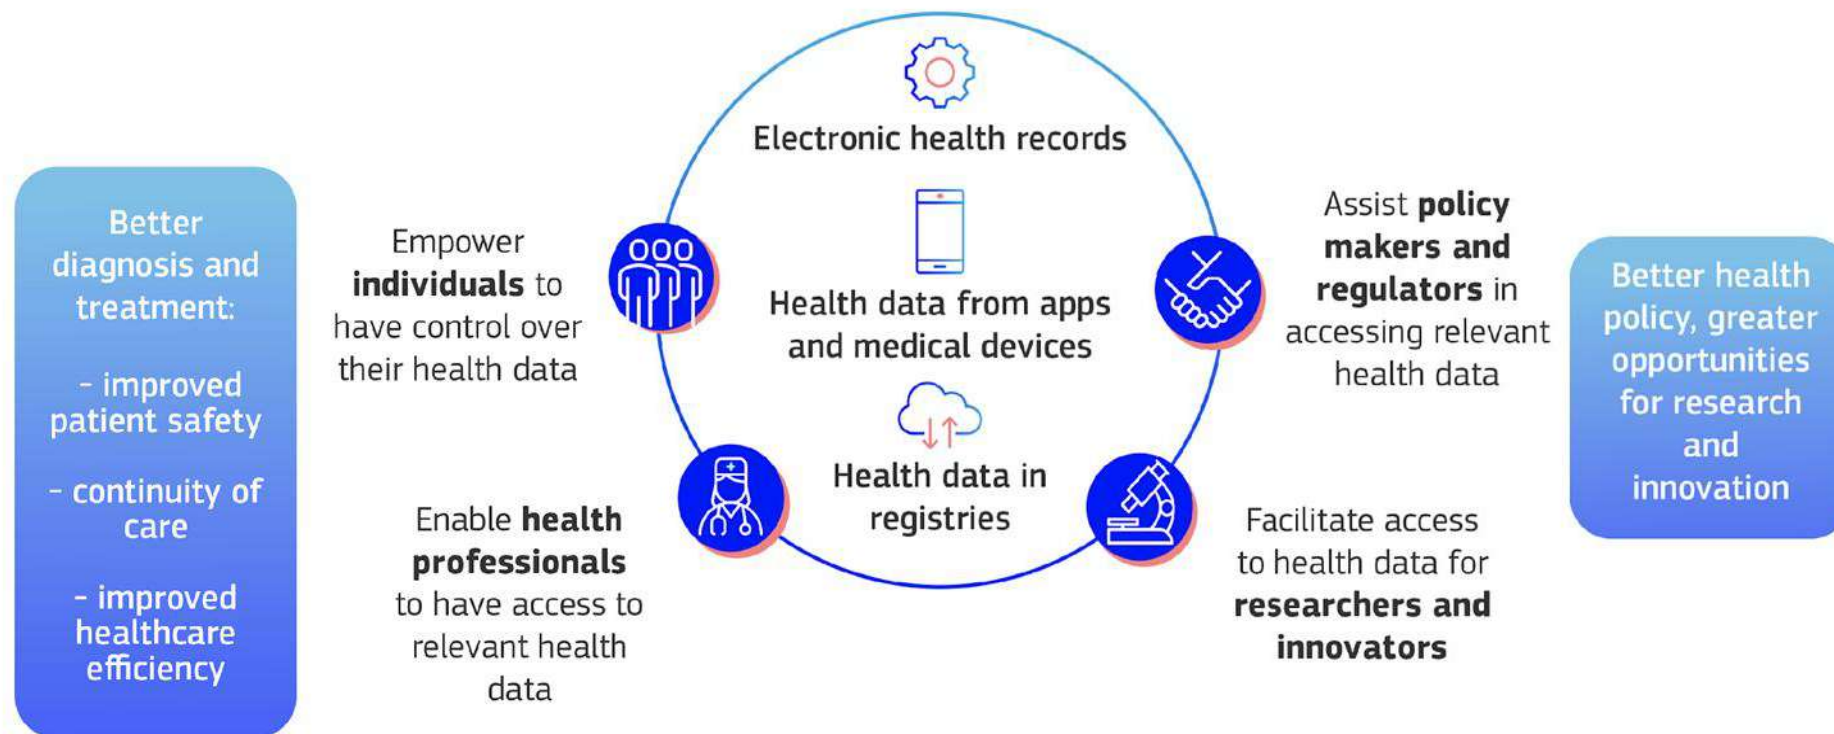 Better
diagnosis and
treatment:
- improved
patient safety
- continuity of
care
- improved
healthcare
efficiency
Empower
individuals to
have control over
their health data
Enable health
professionals
to have access to
relevant health
data
Electronic health records
Health data from apps
and medical devices
Health data in
registries
Assist policy
makers and
regulators in
accessing relevant
health data
Facilitate access
to health data for
researchers and
innovators
Better health
policy, greater
opportunities
for research
and
innovation